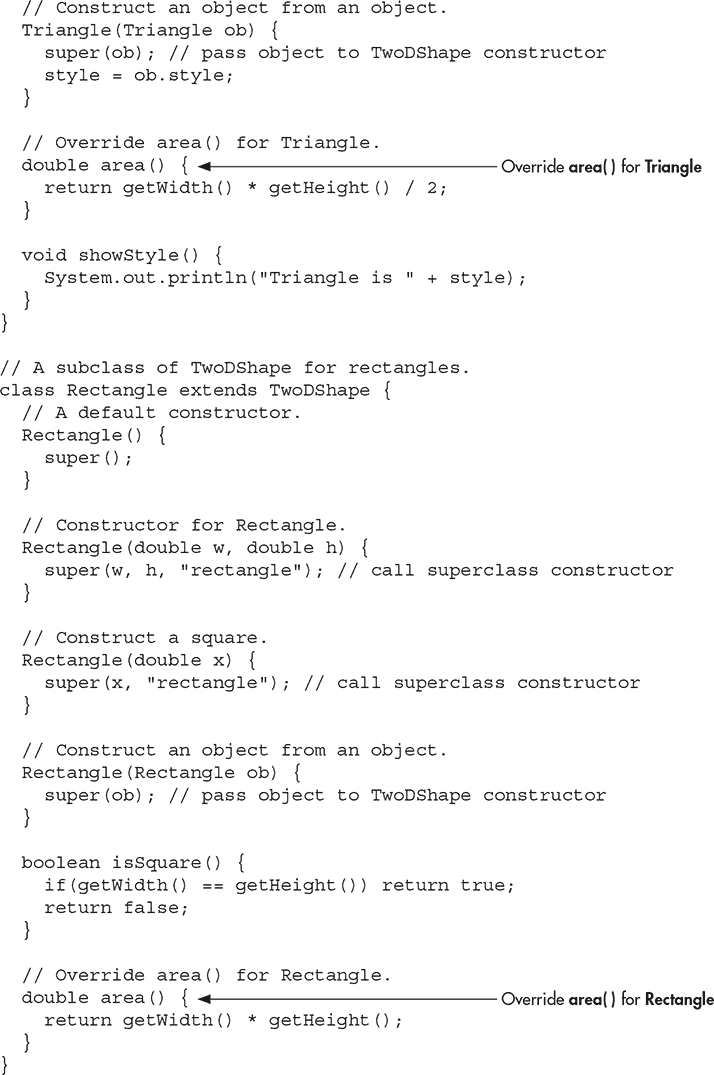 // Construct an object from an object.
  Triangle(Triangle ob) {
    super(ob); // pass object to TwoDShape constructor
    style = ob.style;
  }

  // Override area() for Triangle.
  double area() { Override area( ) for Triangle
    return getWidth() * getHeight() / 2;
  }

  void showStyle() {
    System.out.println("Triangle is " + style);
  }
}

// A subclass of TwoDShape for rectangles.
class Rectangle extends TwoDShape {
  // A default constructor.
  Rectangle() {
    super();
  }

  // Constructor for Rectangle.
  Rectangle(double w, double h) {
    super(w, h, "rectangle"); // call superclass constructor
  }

  // Construct a square.
  Rectangle(double x) {
    super(x, "rectangle"); // call superclass constructor
  }

  // Construct an object from an object.
  Rectangle(Rectangle ob) {
    super(ob); // pass object to TwoDShape constructor
  }

  boolean isSquare() {
    if(getWidth() == getHeight()) return true;
    return false;
  }

  // Override area() for Rectangle.
  double area() { Override area( ) for Rectangle
    return getWidth() * getHeight();
  }
}